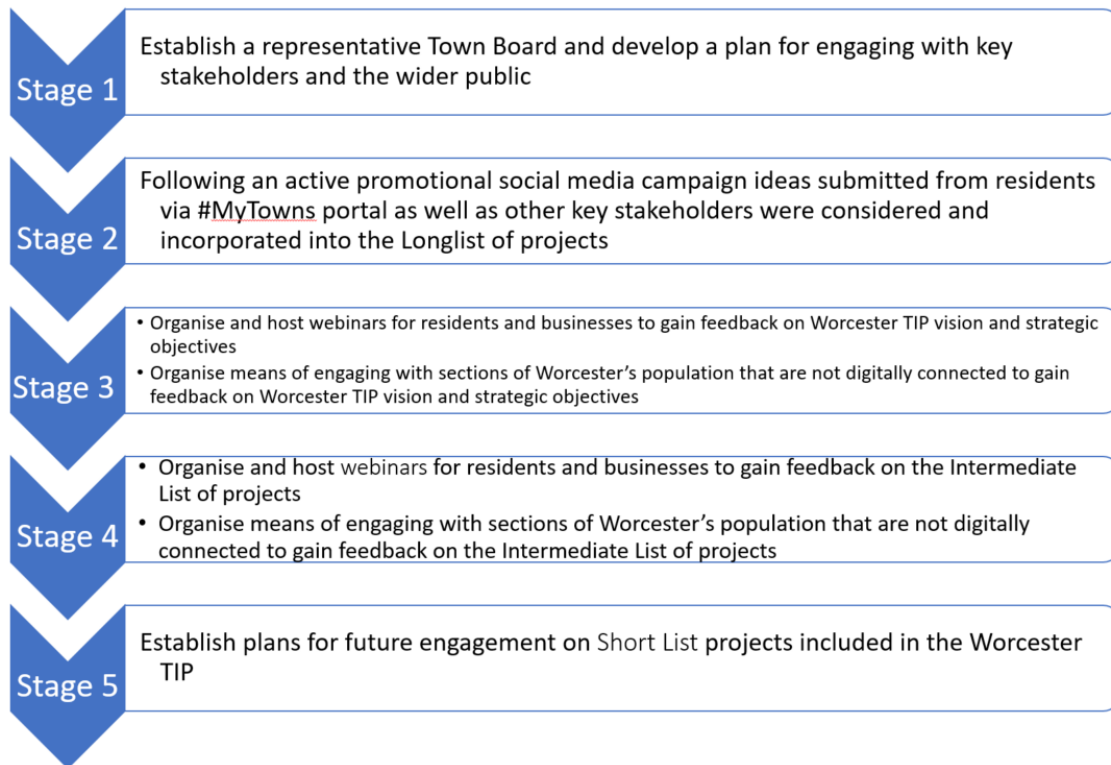 Stage 1
Establish a representative Town Board and develop a plan for engaging with key
stakeholders and the wider public
Stage 2
Following an active promotional social media campaign ideas submitted from residents
via #MyTowns portal as well as other key stakeholders were considered and
incorporated into the Longlist of projects
Stage 3
• Organise and host webinars for residents and businesses to gain feedback on Worcester TIP vision and strategic
objectives
• Organise means of engaging with sections of Worcester’s population that are not digitally connected to gain
feedback on Worcester TIP vision and strategic objectives
Stage 4
• Organise and host webinars for residents and businesses to gain feedback on the Intermediate
List of projects
• Organise means of engaging with sections of Worcester’s population that are not digitally
connected to gain feedback on the Intermediate List of projects
Stage 5
Establish plans for future engagement on Short List projects included in the Worcester
TIP